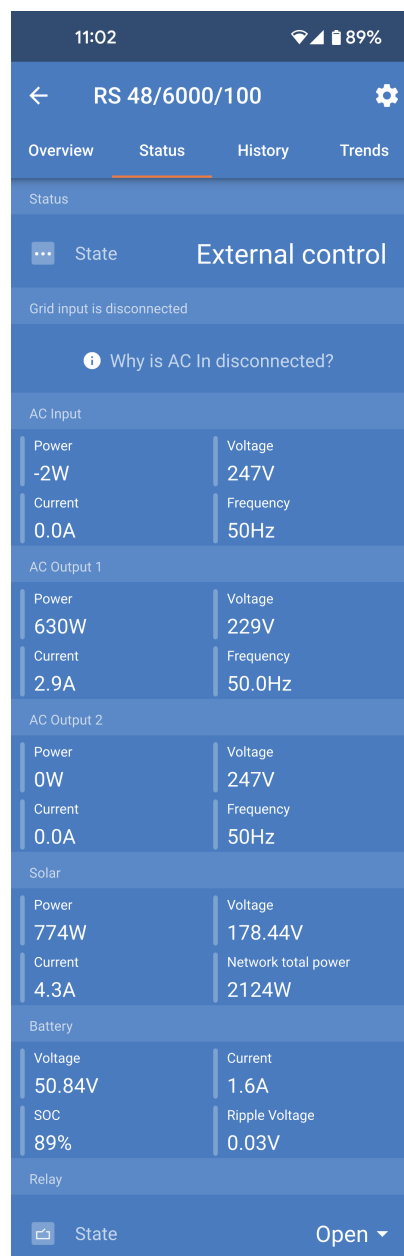 11:02 89%
RS 48/6000/100
Overview Status History Trends
Status
State External control
Grid input is disconnected
Why is AC In disconnected?
AC Input
Power Voltage
-2W 247V
Current Frequency
0.0A 50Hz
AC Output 1
Power Voltage
630W 229V
Current Frequency
2.9A 50.0Hz
AC Output 2
Power Voltage
0W 247V
Current Frequency
0.0A 50Hz
Solar
Power Voltage
774W 178.44V
Current Network total power
4.3A 2124W
Battery
Voltage Current
50.84V 1.6A
SOC Ripple Voltage
89% 0.03V
Relay
State Open